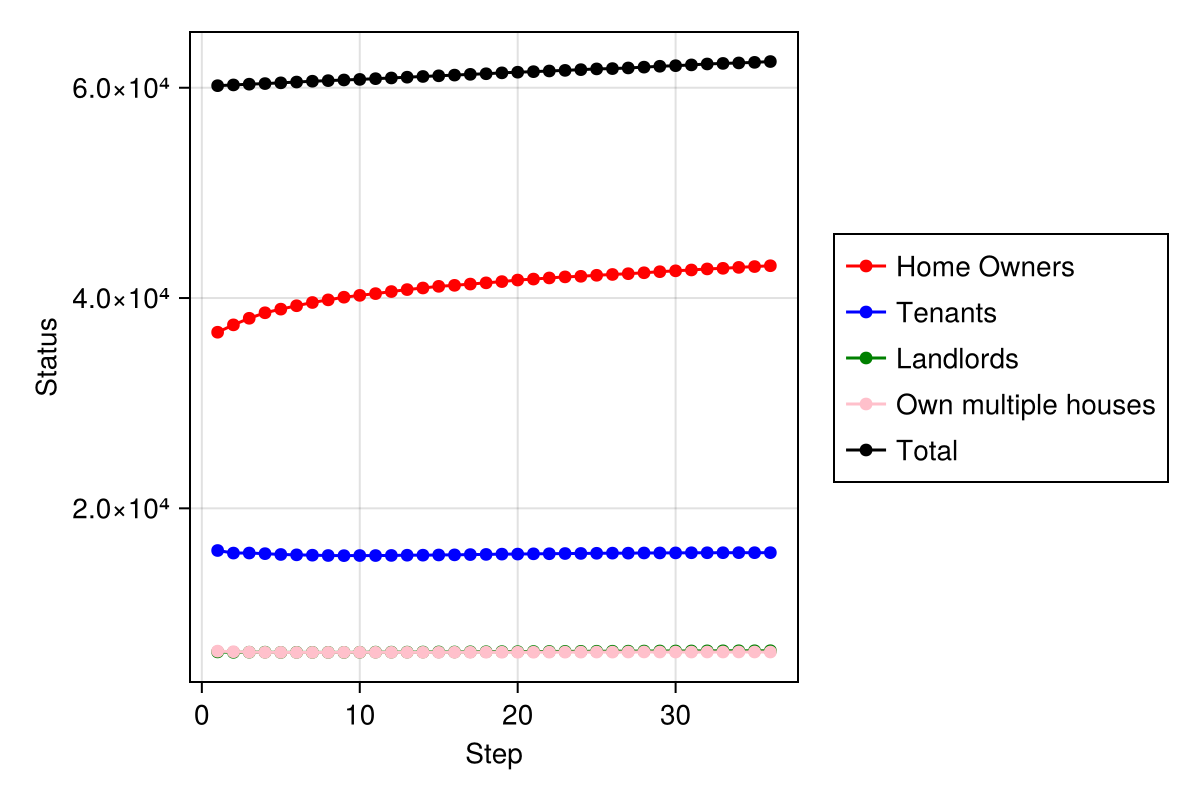 6.0×10⁴
4.0×10⁴
2.0×10⁴
Status
0 10 20 30
Step
Home Owners
Tenants
Landlords
Own multiple houses
Total